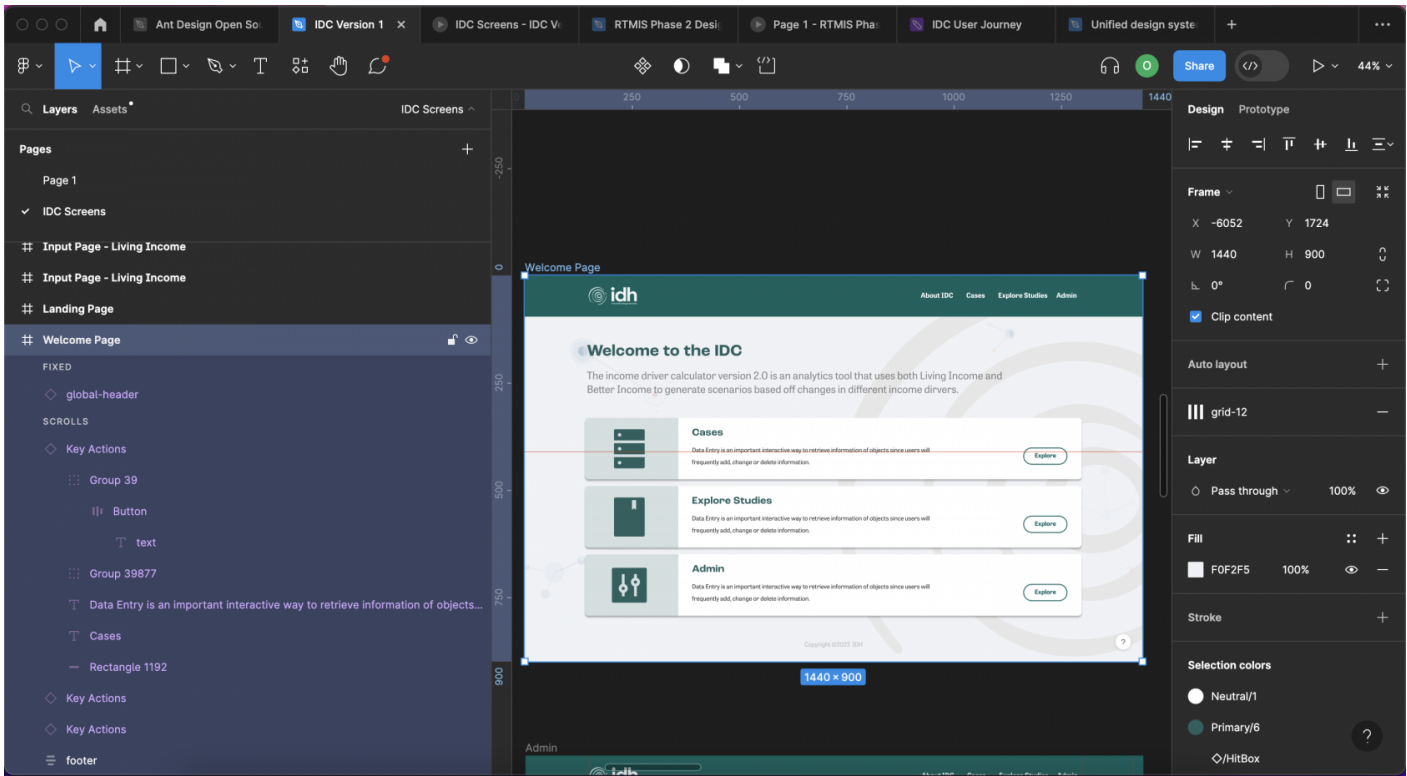 Ant Design Open Sou
IDC Version 1
IDC Screens - IDC Ve
RTMIS Phase 2 Desig
Page 1 - RTMIS Phas
IDC User Journey
Unified design syste
O
Share
44%
Layers
Assets
IDC Screens
Pages
Page 1
IDC Screens
Input Page - Living Income
Input Page - Living Income
Landing Page
Welcome Page
FIXED
global-header
SCROLLS
Key Actions
Group 39
Button
text
Group 39877
Data Entry is an important interactive way to retrieve information of objects...
Cases
Rectangle 1192
Key Actions
Key Actions
footer
0
250
500
750
1000
1250
1440
-250
0
250
500
750
900
Welcome Page
idh
About IDC
Cases
Explore Studies
Admin
Welcome to the IDC
The income driver calculator version 2.0 is an analytics tool that uses both Living Income and
Better Income to generate scenarios based off changes in different income dirvers.
Cases
Data Entry is an important interactive way to retrieve information of objects since users will
frequently add, change or delete information.
Explore
Explore Studies
Data Entry is an important interactive way to retrieve information of objects since users will
frequently add, change or delete information.
Explore
Admin
Data Entry is an important interactive way to retrieve information of objects since users will
frequently add, change or delete information.
Explore
Copyright ©2023, IDH
?
1440 × 900
Admin
idh
About IDC
Cases
Explore Studies
Admin
Design
Prototype
Frame
X -6052
Y 1724
W 1440
H 900
0°
0
Clip content
Auto layout
grid-12
Layer
Pass through
100%
Fill
F0F2F5
100%
Stroke
Selection colors
Neutral/1
Primary/6
◇/HitBox
?